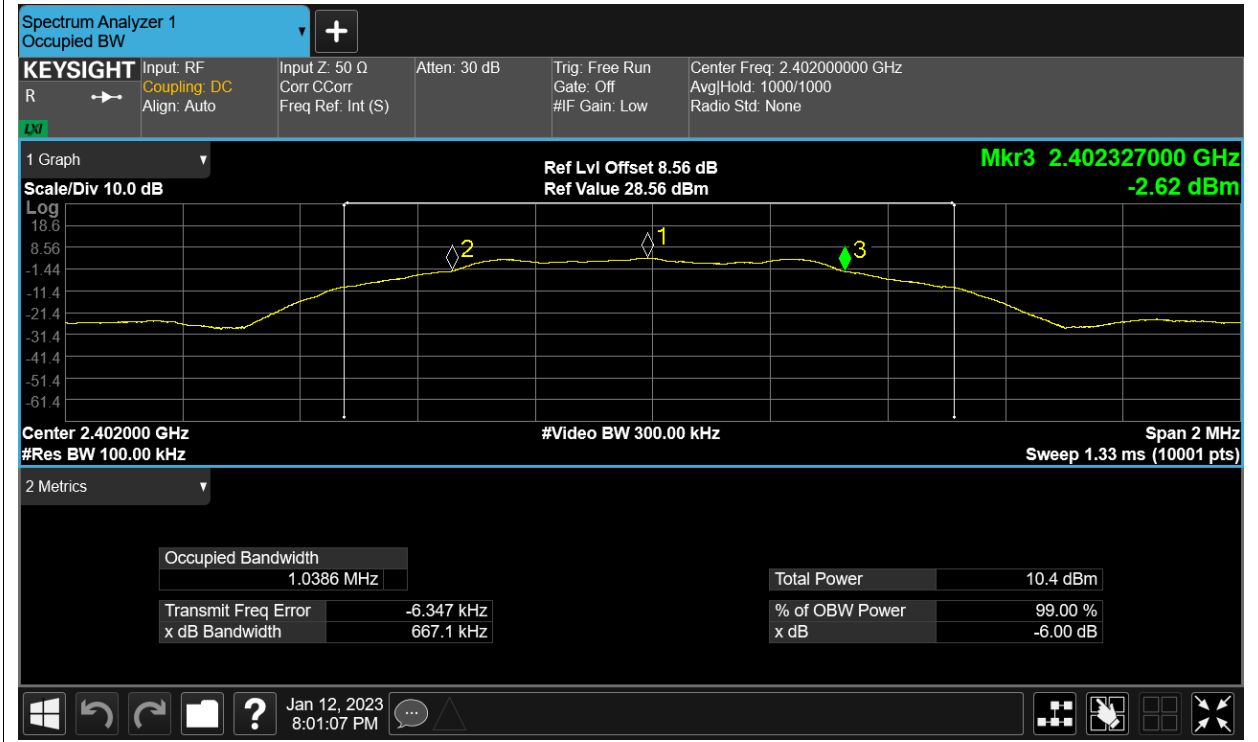 Spectrum Analyzer 1
Occupied BW
KEYSIGHT Input: RF Input Z: 50 Ω Atten: 30 dB Trig: Free Run Center Freq: 2.402000000 GHz
R Coupling: DC Corr CCorr Gate: Off Avg|Hold: 1000/1000
Align: Auto Freq Ref: Int (S) #IF Gain: Low Radio Std: None
LXI
1 Graph Ref Lvl Offset 8.56 dB Mkr3 2.402327000 GHz
Scale/Div 10.0 dB Ref Value 28.56 dBm -2.62 dBm
Log
18.6
8.56
-1.44
-11.4
-21.4
-31.4
-41.4
-51.4
-61.4
2 1 3
Center 2.402000 GHz #Video BW 300.00 kHz Span 2 MHz
#Res BW 100.00 kHz Sweep 1.33 ms (10001 pts)
2 Metrics
Occupied Bandwidth
1.0386 MHz Total Power 10.4 dBm
Transmit Freq Error -6.347 kHz % of OBW Power 99.00 %
x dB Bandwidth 667.1 kHz x dB -6.00 dB
? Jan 12, 2023
8:01:07 PM